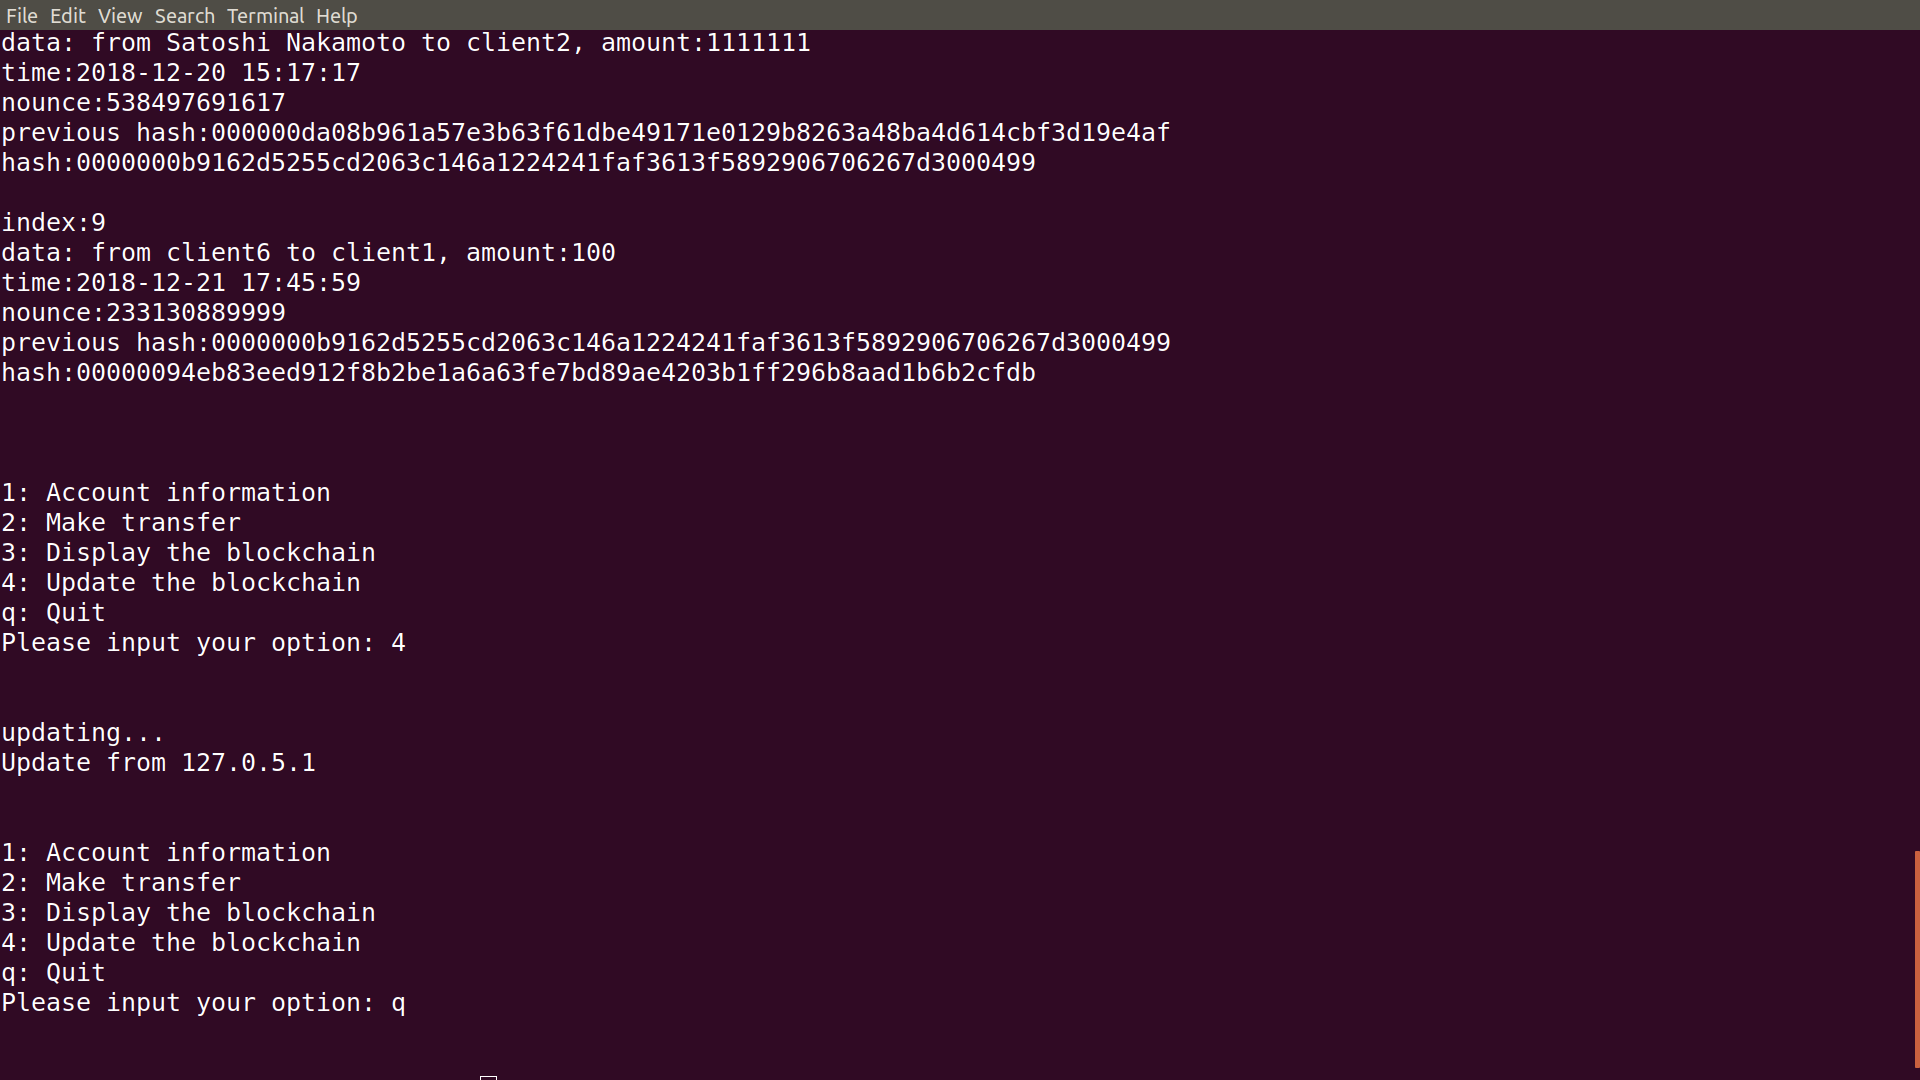 File Edit View Search Terminal Help
data: from Satoshi Nakamoto to client2, amount:1111111
time:2018-12-20 15:17:17
nounce:538497691617
previous hash:000000da08b961a57e3b63f61dbe49171e0129b8263a48ba4d614cbf3d19e4af
hash:0000000b9162d5255cd2063c146a1224241faf3613f5892906706267d3000499
index:9
data: from client6 to client1, amount:100
time:2018-12-21 17:45:59
nounce:233130889999
previous hash:0000000b9162d5255cd2063c146a1224241faf3613f5892906706267d3000499
hash:00000094eb83eed912f8b2be1a6a63fe7bd89ae4203b1ff296b8aad1b6b2cfdb
1: Account information
2: Make transfer
3: Display the blockchain
4: Update the blockchain
q: Quit
Please input your option: 4
updating...
Update from 127.0.5.1
1: Account information
2: Make transfer
3: Display the blockchain
4: Update the blockchain
q: Quit
Please input your option: q